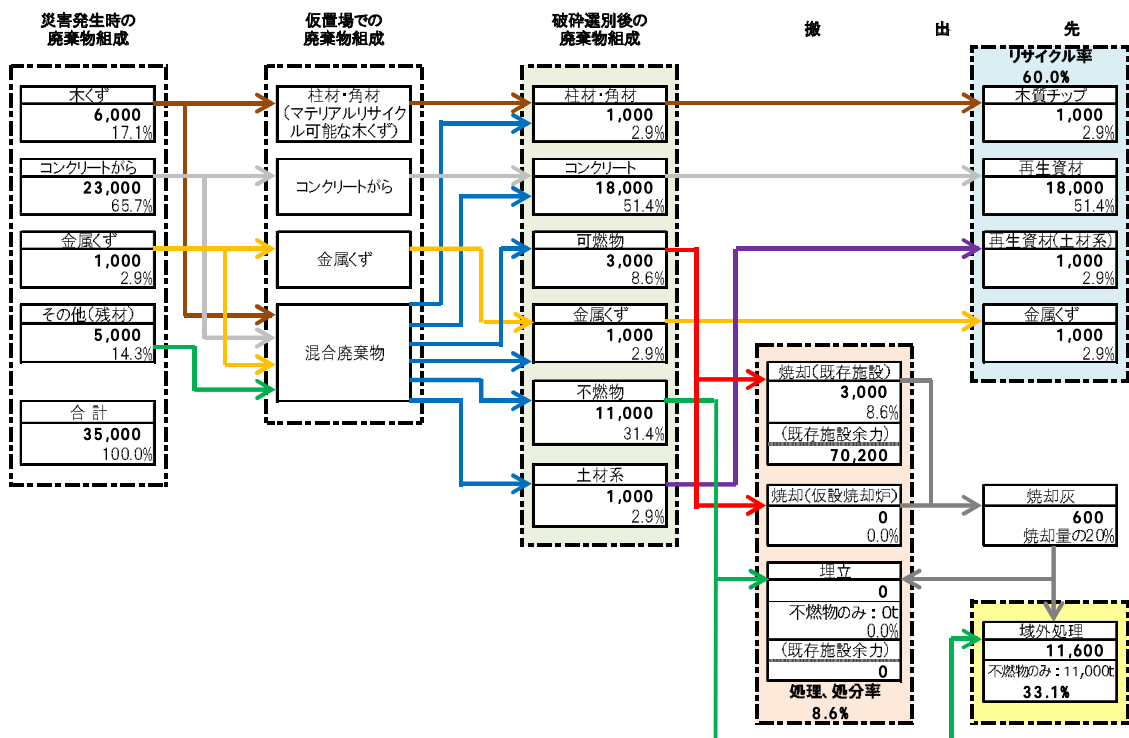 災害発生時の
廃棄物組成
木くず
6,000
17.1%
コンクリートがら
23,000
65.7%
金属くず
1,000
2.9%
その他(残材)
5,000
14.3%
合計
35,000
100.0%
仮置場での
廃棄物組成
柱材・角材
(マテリアルリサイク
ル可能な木くず)
コンクリートがら
金属くず
混合廃棄物
破砕選別後の
廃棄物組成
柱材・角材
1,000
2.9%
コンクリート
18,000
51.4%
可燃物
3,000
8.6%
金属くず
1,000
2.9%
不燃物
11,000
31.4%
土材系
1,000
2.9%
搬 出 先
焼却(既存施設)
3,000
8.6%
(既存施設余力)
70,200
焼却(仮設焼却炉)
0
0.0%
埋立
0
不燃物のみ:0t
0.0%
(既存施設余力)
0
処理、処分率
8.6%
リサイクル率
60.0%
木質チップ
1,000
2.9%
再生資材
18,000
51.4%
再生資材(土材系)
1,000
2.9%
金属くず
1,000
2.9%
焼却灰
600
焼却量の20%
域外処理
11,600
不燃物のみ:11,000t
33.1%